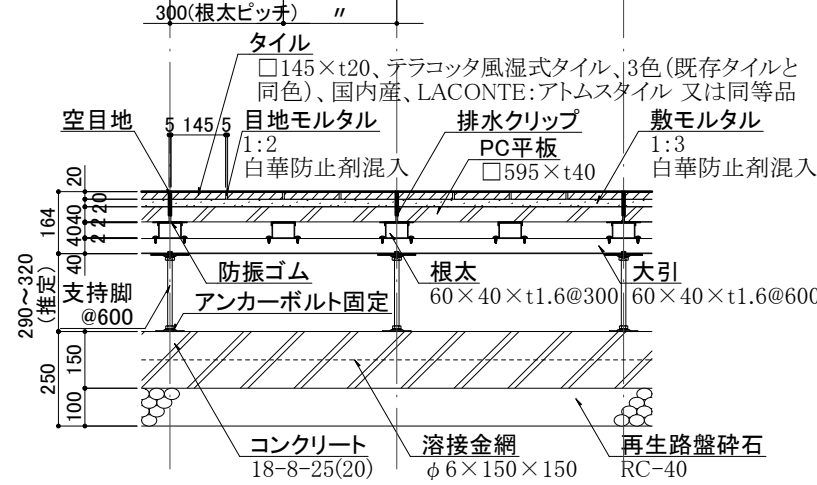 300(根太ピッチ) 〃
タイル
□145×t20、テラコッタ風湿式タイル、3色(既存タイルと
同色)、国内産、LACONTE:アトムスタイル 又は同等品
空目地
5 145 5
目地モルタル
1:2
白華防止剤混入
排水クリップ
PC平板
□595×t40
敷モルタル
1:3
白華防止剤混入
20
20
40
2
2
40
40
164
290~320
(推定)
防振ゴム
根太
60×40×t1.6@300
大引
60×40×t1.6@600
支持脚
@600
アンカーボルト固定
150
250
100
コンクリート
18-8-25(20)
溶接金網
φ6×150×150
再生路盤砕石
RC-40